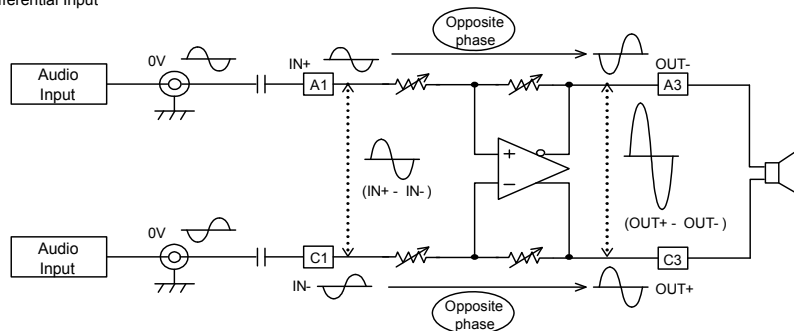 Input
Opposite
phase
0V
IN+
OUT-
Audio
Input
A1
A3
+
−
(IN+ - IN- )
(OUT+ - OUT- )
0V
Audio
Input
C1
C3
IN-
OUT+
Opposite
phase